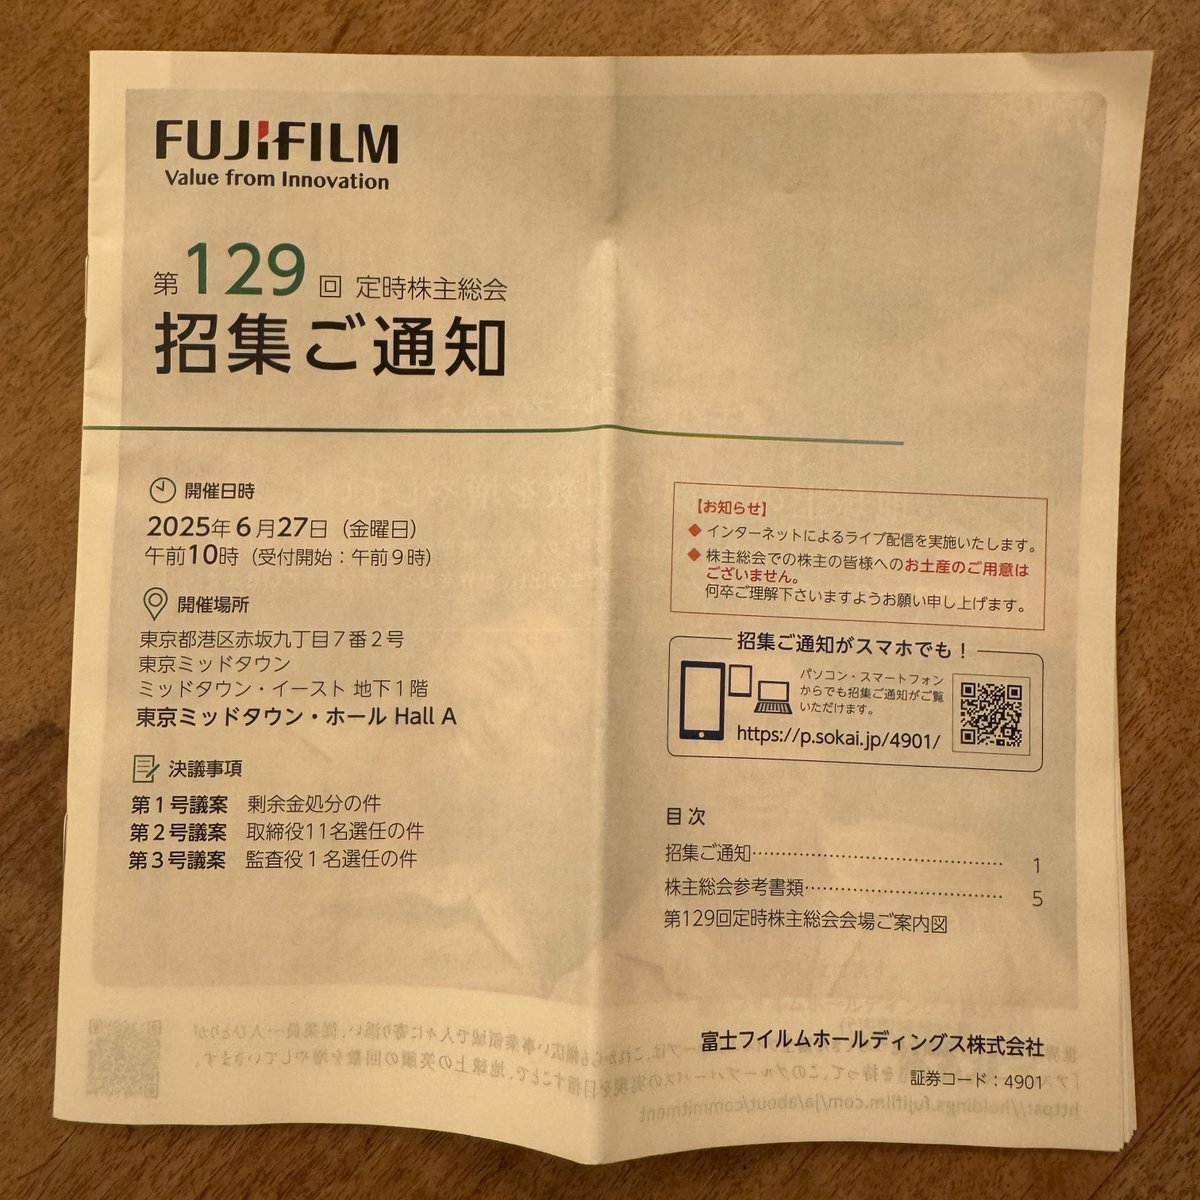 FUJIFILM
Value from Innovation
第129回 定時株主総会
招集ご通知
開催日時
2025年6月27日（金曜日）
午前10時（受付開始：午前9時）
開催場所
東京都港区赤坂九丁目7番2号
東京ミッドタウン
ミッドタウン・イースト 地下1階
東京ミッドタウン・ホール Hall A
決議事項
第1号議案 剰余金処分の件
第2号議案 取締役11名選任の件
第3号議案 監査役1名選任の件
【お知らせ】
◆ インターネットによるライブ配信を実施いたします。
◆ 株主総会での株主の皆様へのお土産のご用意は
ございません。
何卒ご理解下さいますようお願い申し上げます。
招集ご通知がスマホでも！
パソコン・スマートフォン
からでも招集ご通知がご覧
いただけます。
https://p.sokai.jp/4901/
目次
招集ご通知 1
株主総会参考書類 5
第129回定時株主総会会場ご案内図
富士フイルムホールディングス株式会社
証券コード：4901